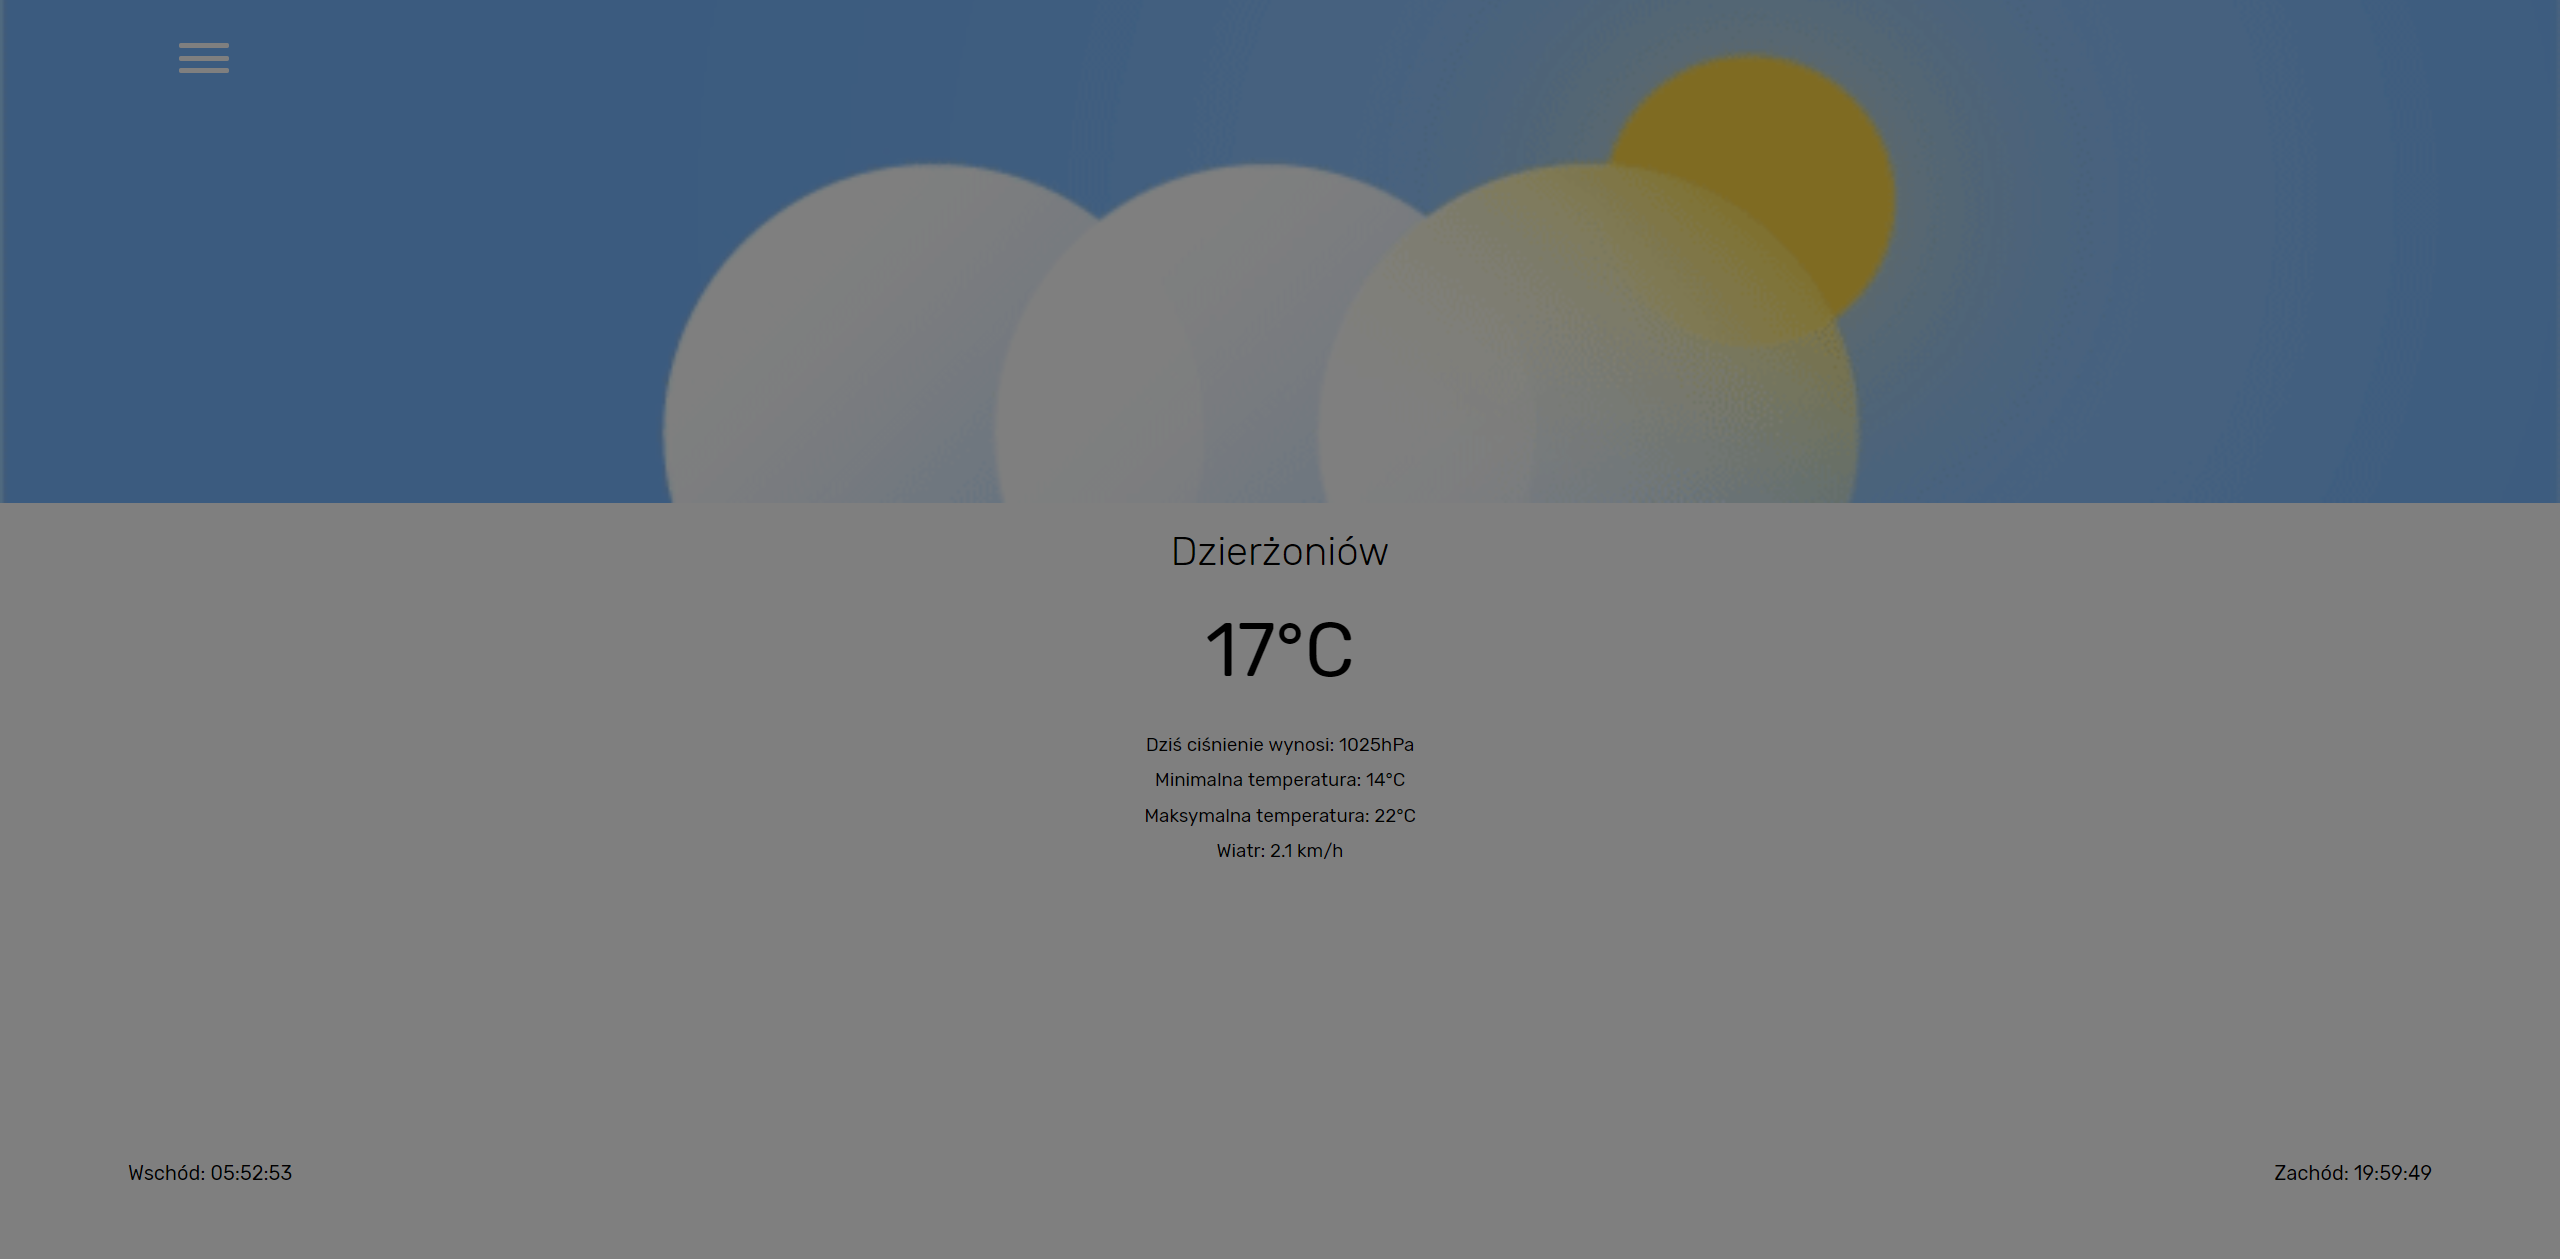 Dzierżoniów
17°C
Dziś ciśnienie wynosi: 1025hPa
Minimalna temperatura: 14°C
Maksymalna temperatura: 22°C
Wiatr: 2.1 km/h
Wschód: 05:52:53
Zachód: 19:59:49